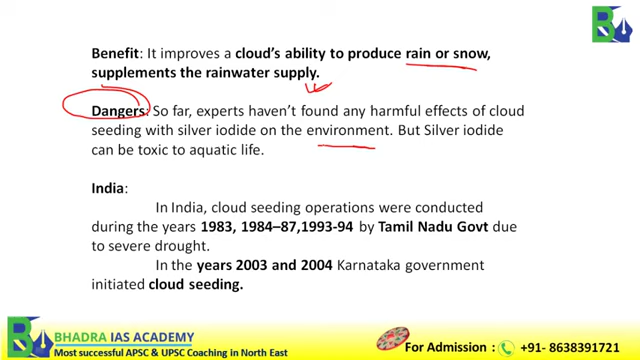 Benefit: It improves a cloud's ability to produce rain or snow,
supplements the rainwater supply.
Dangers: So far, experts haven't found any harmful effects of cloud
seeding with silver iodide on the environment. But Silver iodide
can be toxic to aquatic life.
India:
In India, cloud seeding operations were conducted
during the years 1983, 1984–87,1993-94 by Tamil Nadu Govt due
to severe drought.
In the years 2003 and 2004 Karnataka government
initiated cloud seeding.
BHADRA IAS ACADEMY
Most successful APSC & UPSC Coaching in North East
For Admission : +91- 8638391721